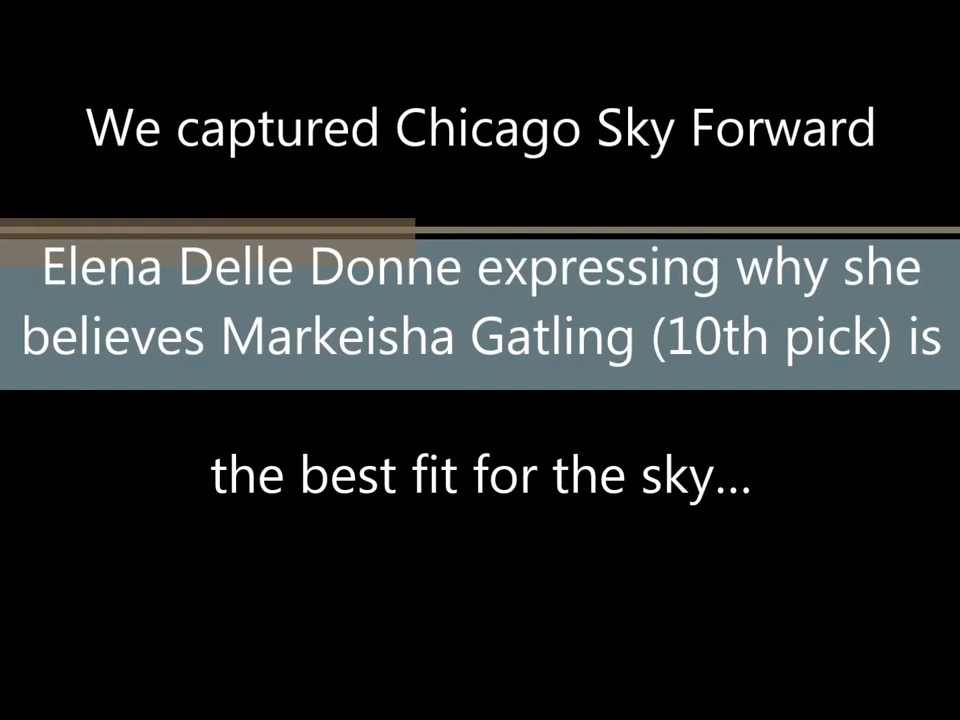 We captured Chicago Sky Forward
Elena Delle Donne expressing why she
believes Markeisha Gatling (10th pick) is
the best fit for the sky...